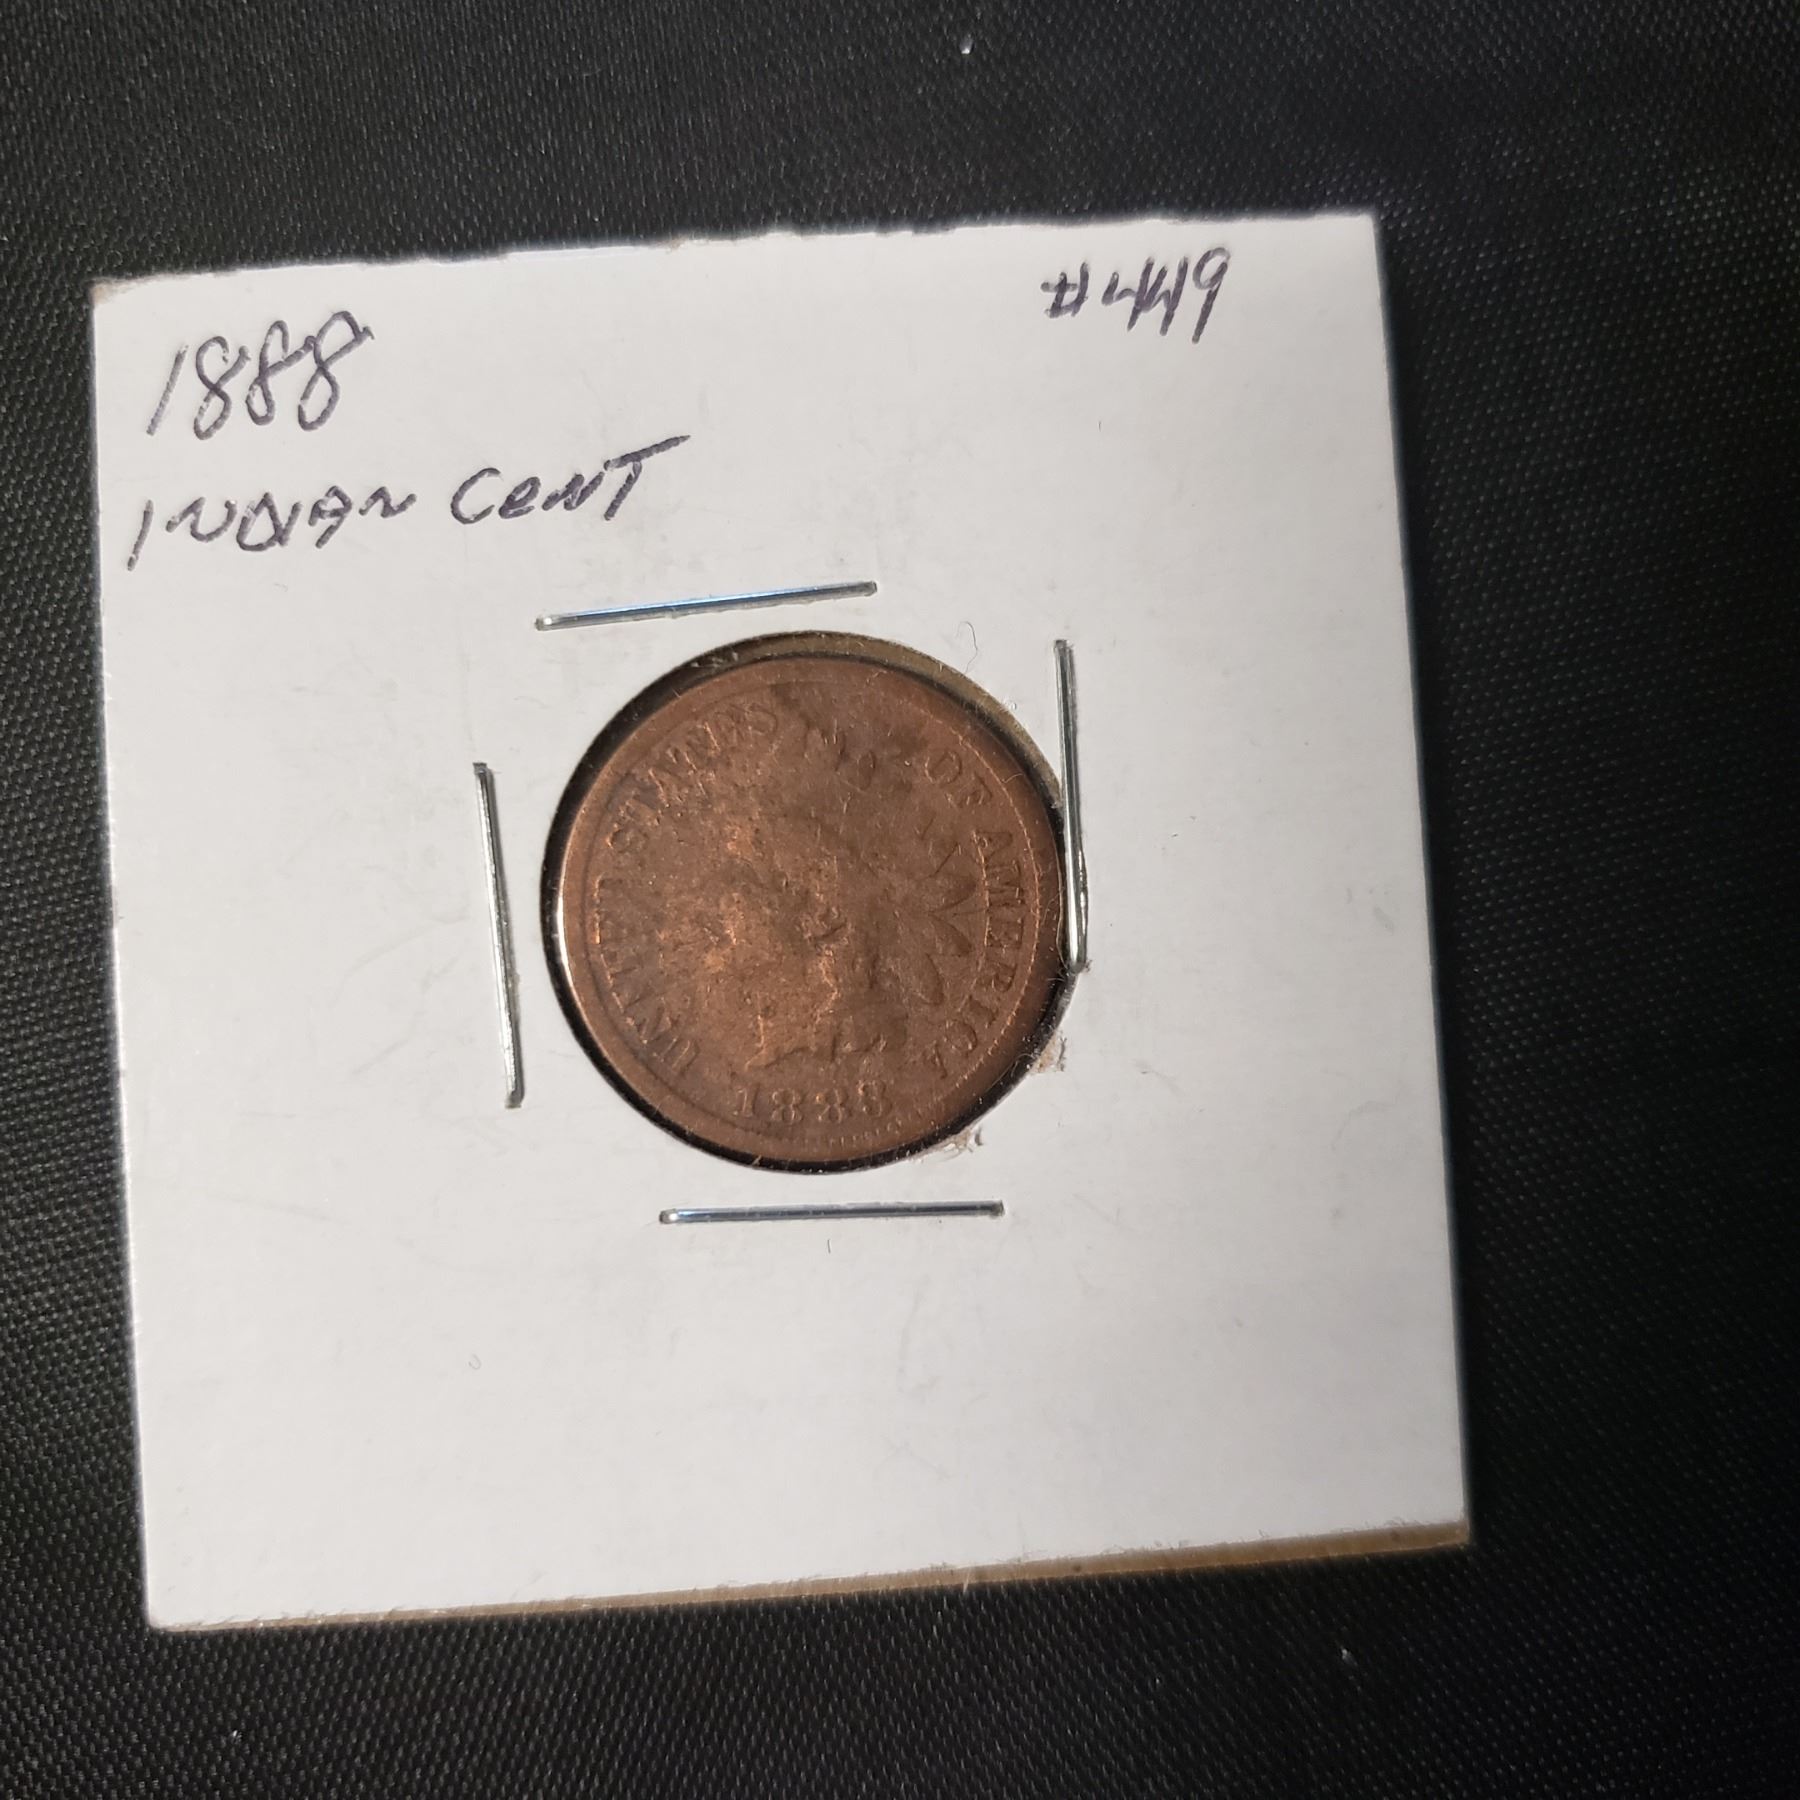 #449
1888
INDIAN CENT
UNITED STATES OF AMERICA
1888